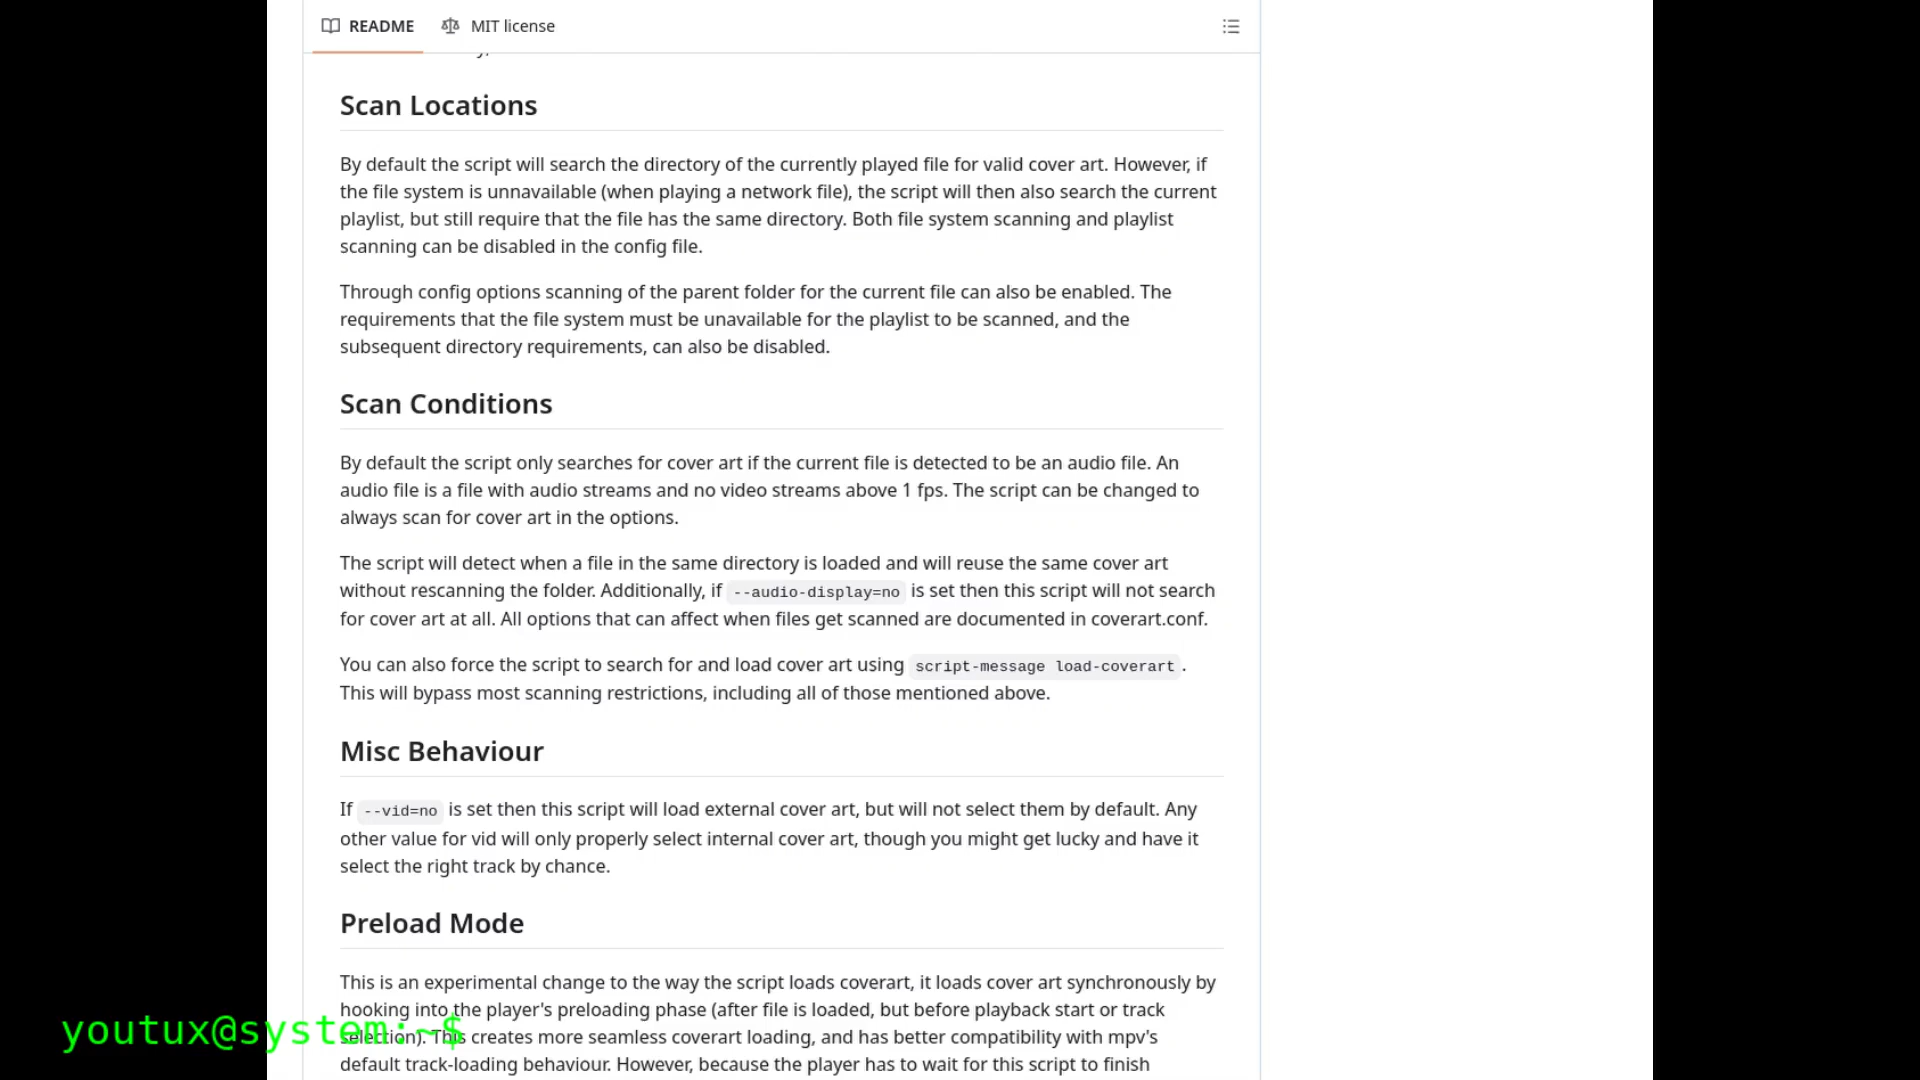 README
MIT license
Scan Locations
By default the script will search the directory of the currently played file for valid cover art. However, if
the file system is unavailable (when playing a network file), the script will then also search the current
playlist, but still require that the file has the same directory. Both file system scanning and playlist
scanning can be disabled in the config file.
Through config options scanning of the parent folder for the current file can also be enabled. The
requirements that the file system must be unavailable for the playlist to be scanned, and the
subsequent directory requirements, can also be disabled.
Scan Conditions
By default the script only searches for cover art if the current file is detected to be an audio file. An
audio file is a file with audio streams and no video streams above 1 fps. The script can be changed to
always scan for cover art in the options.
The script will detect when a file in the same directory is loaded and will reuse the same cover art
without rescanning the folder. Additionally, if --audio-display=no is set then this script will not search
for cover art at all. All options that can affect when files get scanned are documented in coverart.conf.
You can also force the script to search for and load cover art using script-message load-coverart.
This will bypass most scanning restrictions, including all of those mentioned above.
Misc Behaviour
If --vid=no is set then this script will load external cover art, but will not select them by default. Any
other value for vid will only properly select internal cover art, though you might get lucky and have it
select the right track by chance.
Preload Mode
This is an experimental change to the way the script loads coverart, it loads cover art synchronously by
hooking into the player's preloading phase (after file is loaded, but before playback start or track
selection). This creates more seamless coverart loading, and has better compatibility with mpv's
default track-loading behaviour. However, because the player has to wait for this script to finish
youtux@system:~$